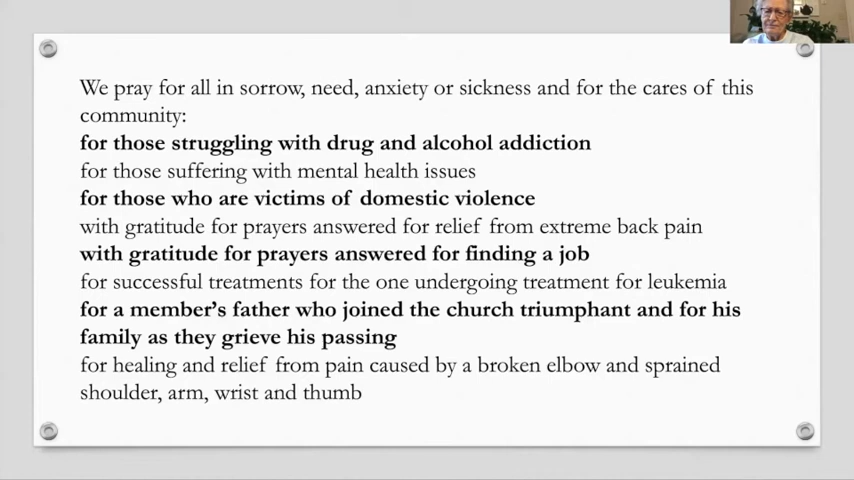 We pray for all in sorrow, need, anxiety or sickness and for the cares of this
community:
for those struggling with drug and alcohol addiction
for those suffering with mental health issues
for those who are victims of domestic violence
with gratitude for prayers answered for relief from extreme back pain
with gratitude for prayers answered for finding a job
for successful treatments for the one undergoing treatment for leukemia
for a member’s father who joined the church triumphant and for his
family as they grieve his passing
for healing and relief from pain caused by a broken elbow and sprained
shoulder, arm, wrist and thumb